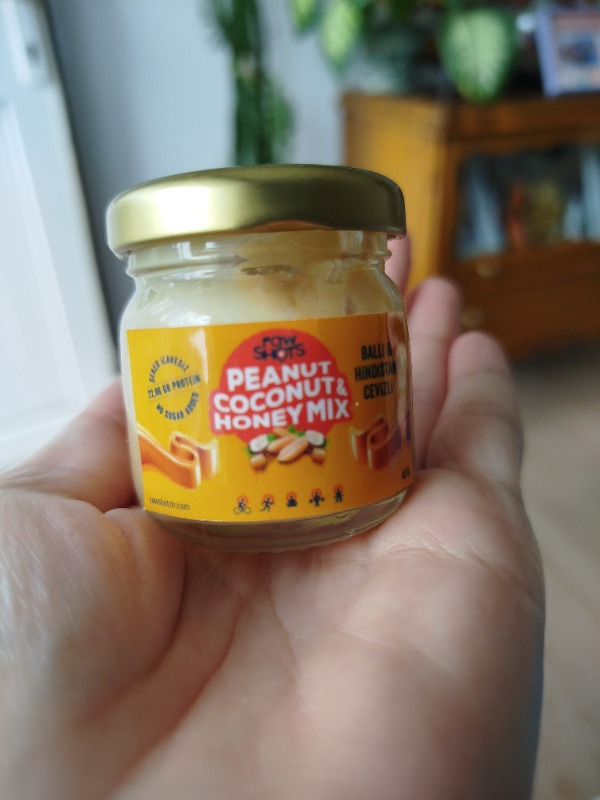 RAW
SHOTS
PEANUT
COCONUT&
HONEY MIX
ŞEKER İLAVESİZ
22,96 GR PROTEIN
NO SUGAR ADDED
BALLI &
HİNDİSTAN
CEVİZLİ
rawshotstr.com